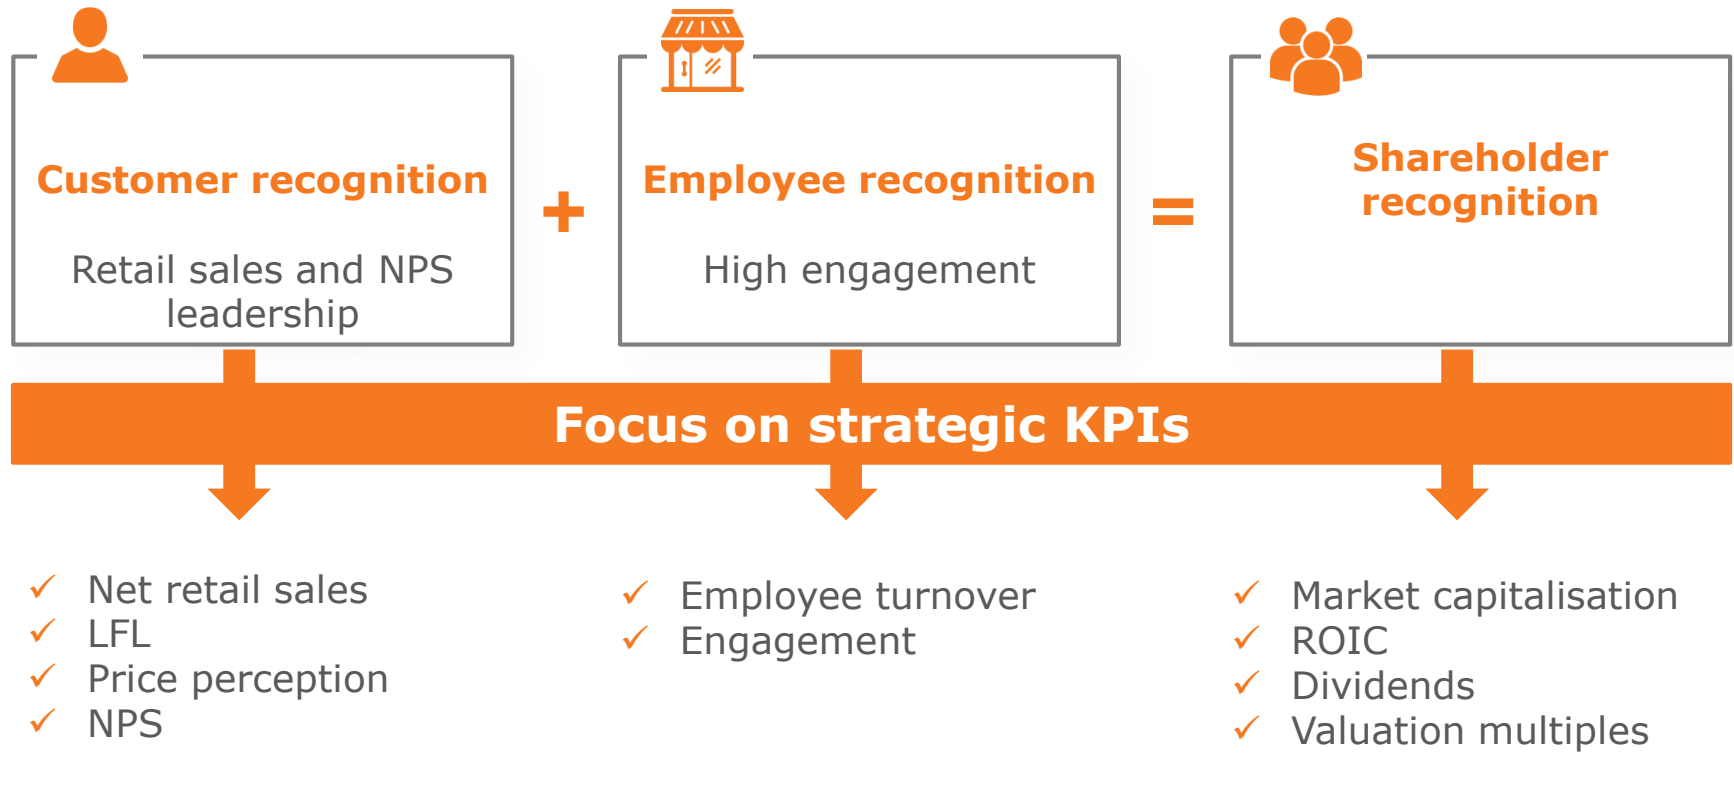 Customer recognition
Retail sales and NPS
leadership
+
Employee recognition
High engagement
=
Shareholder
recognition
Focus on strategic KPIs
✓ Net retail sales
✓ LFL
✓ Price perception
✓ NPS
✓ Employee turnover
✓ Engagement
✓ Market capitalisation
✓ ROIC
✓ Dividends
✓ Valuation multiples